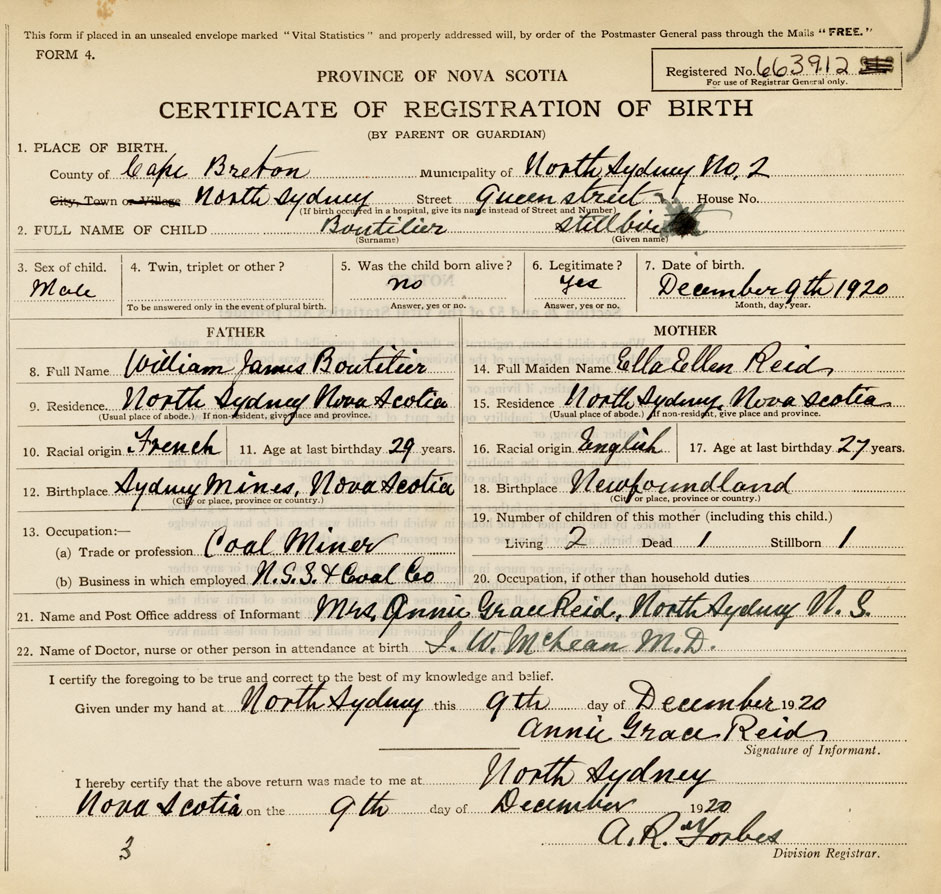 This form if placed in an unsealed envelope marked "Vital Statistics" and properly addressed will, by order of the Postmaster General pass through the Mails "FREE."
FORM 4.
Registered No. 663912
For use of Registrar General only.
PROVINCE OF NOVA SCOTIA
CERTIFICATE OF REGISTRATION OF BIRTH
(BY PARENT OR GUARDIAN)
1. PLACE OF BIRTH.
County of Cape Breton Municipality of North Sydney No. 2
City, Town or Village North Sydney Street Queen street House No.
(If birth occurred in a hospital, give its name instead of Street and Number)
2. FULL NAME OF CHILD Boutilier stillbirth
(Surname) (Given name)
3. Sex of child. 4. Twin, triplet or other? 5. Was the child born alive? 6. Legitimate? 7. Date of birth.
Male no yes December 9th 1920
To be answered only in the event of plural birth. Answer, yes or no. Answer, yes or no. Month, day, year.
FATHER MOTHER
8. Full Name William James Boutilier 14. Full Maiden Name Ella Ellen Reid
9. Residence. North Sydney Nova Scotia 15. Residence North Sydney, Nova Scotia
(Usual place of abode.) If non-resident, give place and province. (Usual place of abode.) If non-resident, give place and province.
10. Racial origin French 11. Age at last birthday 29 years. 16. Racial origin English 17. Age at last birthday 27 years.
12. Birthplace Sydney Mines, Nova Scotia 18. Birthplace Newfoundland
(City or place, province or country.) (City or place, province or country.)
13. Occupation:— 19. Number of children of this mother (including this child.)
(a) Trade or profession Coal Miner Living 2 Dead 1 Stillborn 1
(b) Business in which employed N.S.S. & Coal Co 20. Occupation, if other than household duties
21. Name and Post Office address of Informant Mrs. Annie Grace Reid, North Sydney N.S.
22. Name of Doctor, nurse or other person in attendance at birth W. McLean M.D.
I certify the foregoing to be true and correct to the best of my knowledge and belief.
Given under my hand at North Sydney this 9th day of December 1920
Annie Grace Reid
Signature of Informant.
I hereby certify that the above return was made to me at North Sydney
Nova Scotia on the 9th day of December 1920
A. R. Forbes
3 Division Registrar.